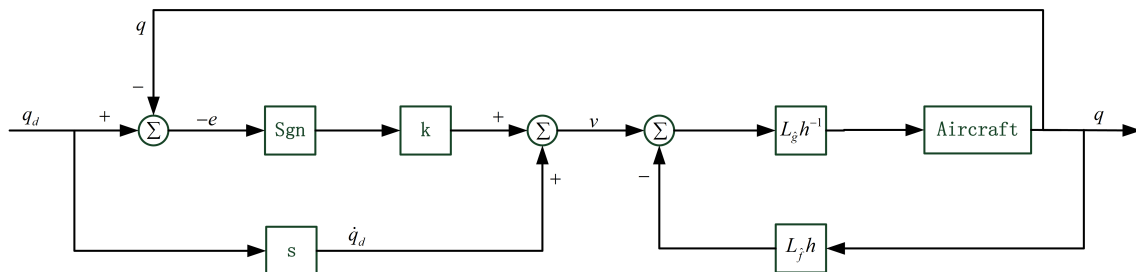 q
−
q_d
+
Σ
−e
Sgn
k
+
Σ
v
Σ
L_ĝ h^{-1}
Aircraft
q
+
−
s
q̇_d
L_f̂ h